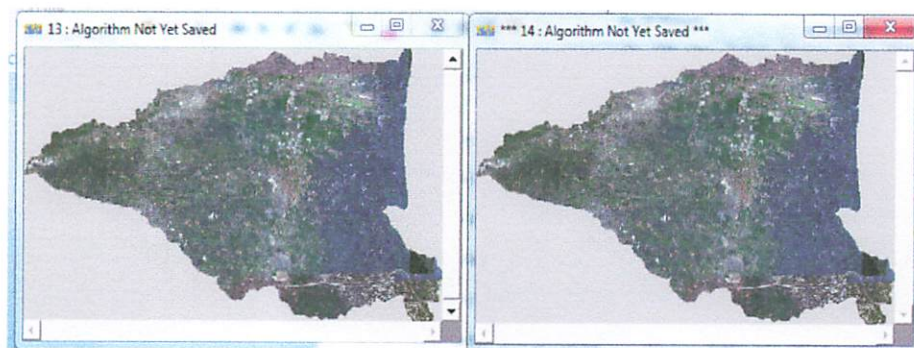 13 : Algorithm Not Yet Saved
*** 14 : Algorithm Not Yet Saved ***